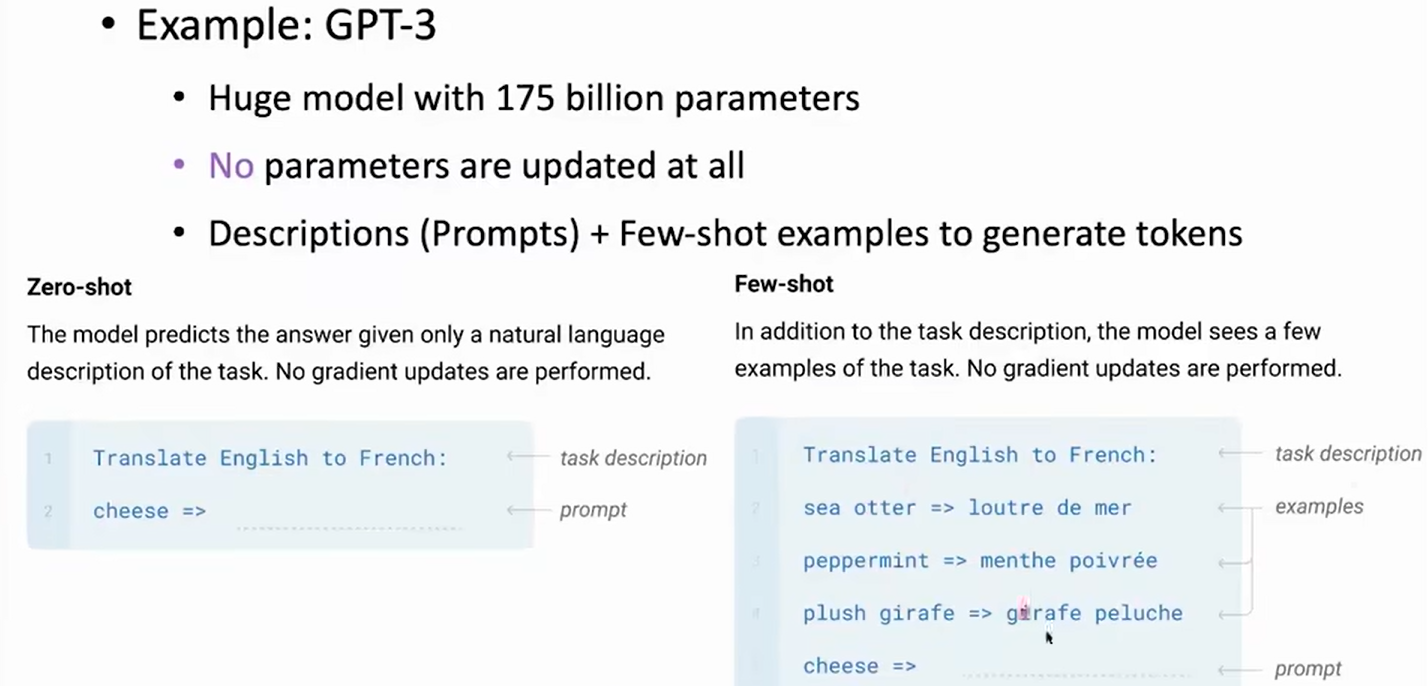 • Example: GPT-3
• Huge model with 175 billion parameters
• No parameters are updated at all
• Descriptions (Prompts) + Few-shot examples to generate tokens
Zero-shot
The model predicts the answer given only a natural language
description of the task. No gradient updates are performed.
1 Translate English to French: ← task description
2 cheese => ← prompt
Few-shot
In addition to the task description, the model sees a few
examples of the task. No gradient updates are performed.
1 Translate English to French: ← task description
2 sea otter => loutre de mer ← examples
3 peppermint => menthe poivrée ←
4 plush girafe => girafe peluche ←
cheese => ← prompt